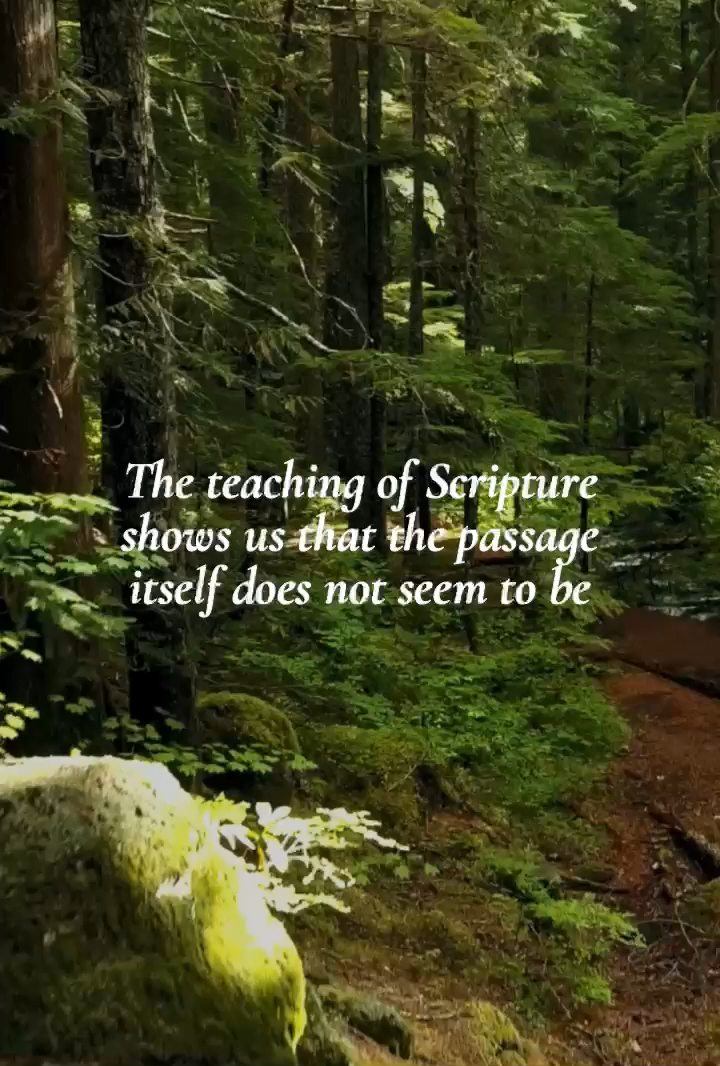 The teaching of Scripture
shows us that the passage
itself does not seem to be